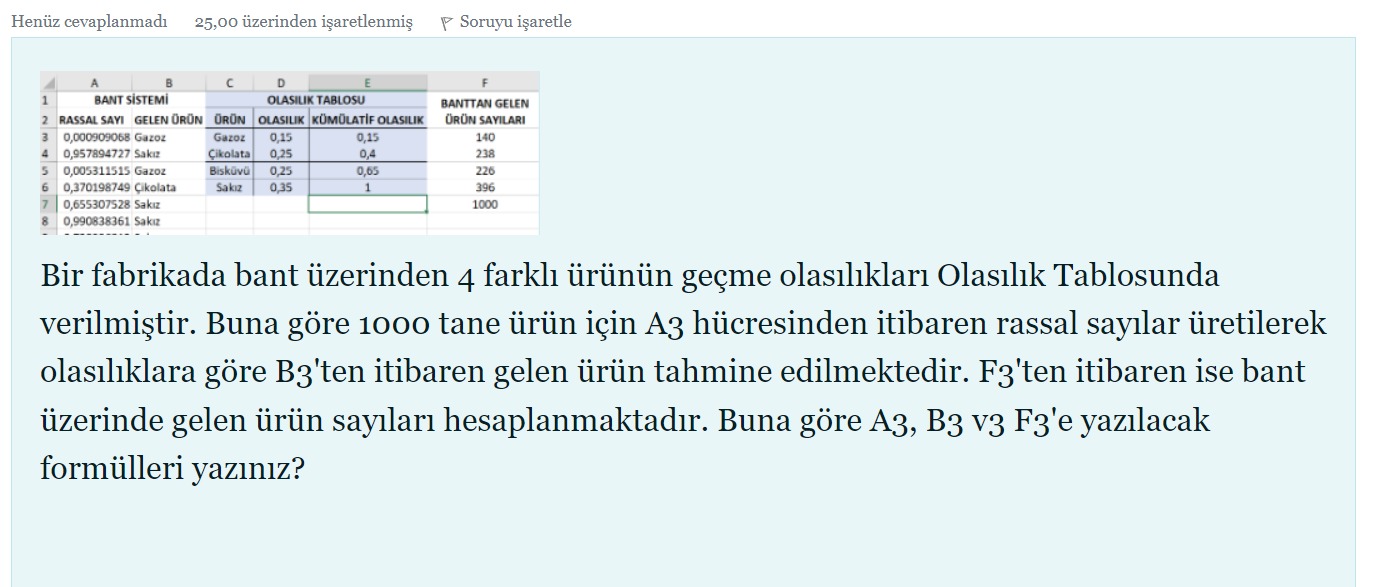 Henüz cevaplanmadı 25,00 üzerinden işaretlenmiş Soruyu işaretle
A B C D E F
1 BANT SİSTEMİ OLASILIK TABLOSU BANTTAN GELEN
2 RASSAL SAYI GELEN ÜRÜN ÜRÜN OLASILIK KÜMÜLATİF OLASILIK ÜRÜN SAYILARI
3 0,000909068 Gazoz Gazoz 0,15 0,15 140
4 0,957894727 Sakız Çikolata 0,25 0,4 238
5 0,005311515 Gazoz Bisküvü 0,25 0,65 226
6 0,370198749 Çikolata Sakız 0,35 1 396
7 0,655307528 Sakız 1000
8 0,990838361 Sakız
Bir fabrikada bant üzerinden 4 farklı ürünün geçme olasılıkları Olasılık Tablosunda
verilmiştir. Buna göre 1000 tane ürün için A3 hücresinden itibaren rassal sayılar üretilerek
olasılıklara göre B3'ten itibaren gelen ürün tahmine edilmektedir. F3'ten itibaren ise bant
üzerinde gelen ürün sayıları hesaplanmaktadır. Buna göre A3, B3 v3 F3'e yazılacak
formülleri yazınız?